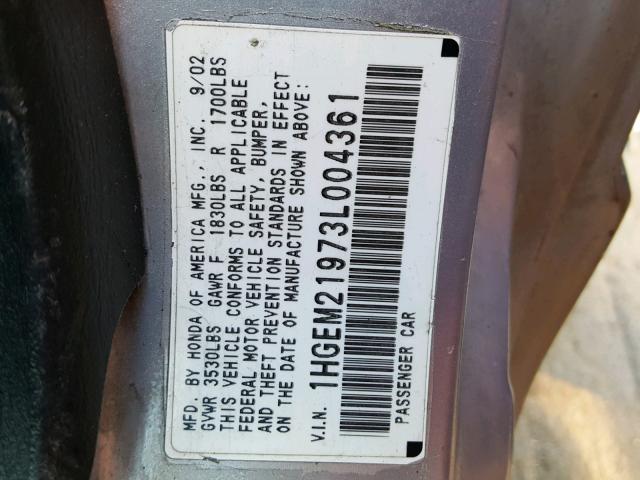 MFD. BY HONDA OF AMERICA MFG., INC. 9/02
GVWR 3530LBS GAWR F 1830LBS R 1700LBS
THIS VEHICLE CONFORMS TO ALL APPLICABLE
FEDERAL MOTOR VEHICLE SAFETY, BUMPER,
AND THEFT PREVENTION STANDARDS IN EFFECT
ON THE DATE OF MANUFACTURE SHOWN ABOVE:
V.I.N. 1HGEM21973L004361
PASSENGER CAR